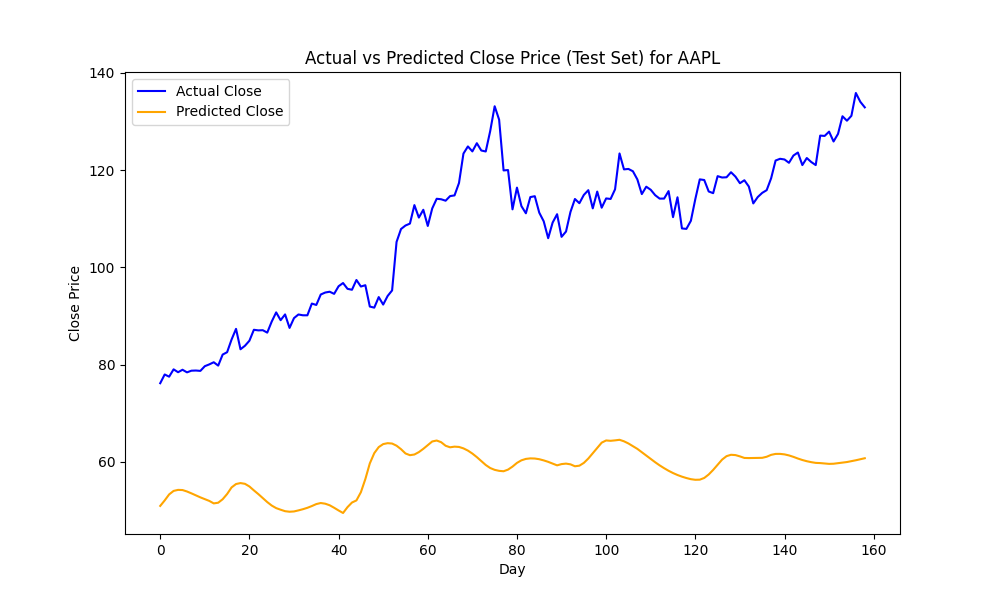 Actual vs Predicted Close Price (Test Set) for AAPL
Actual Close
Predicted Close
140
120
100
80
60
Close Price
0 20 40 60 80 100 120 140 160
Day